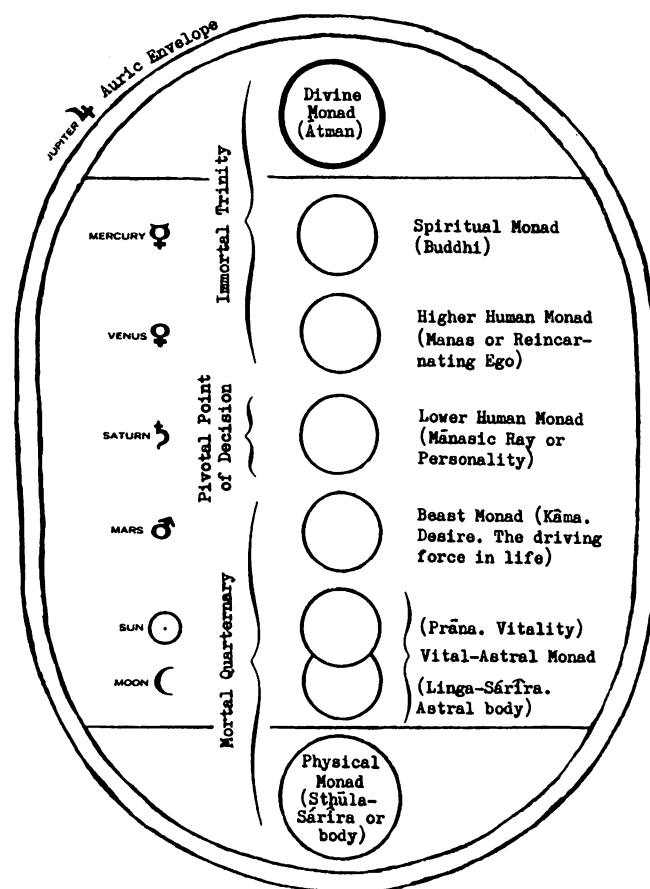 JUPITER ♃ Auric Envelope
Divine
Monad
(Âtman)
Immortal Trinity
MERCURY ☿
Spiritual Monad
(Buddhi)
VENUS ♀
Higher Human Monad
(Manas or Reincar-
nating Ego)
Pivotal Point
of Decision
SATURN ♄
Lower Human Monad
(Mānasic Ray or
Personality)
Mortal Quarternary
MARS ♂
Beast Monad (Kâma.
Desire. The driving
force in life)
SUN ☉
(Prāna. Vitality)
Vital-Astral Monad
MOON ☾
(Linga-Sárîra.
Astral body)
Physical
Monad
(Sthūla-
Sárîra or
body)